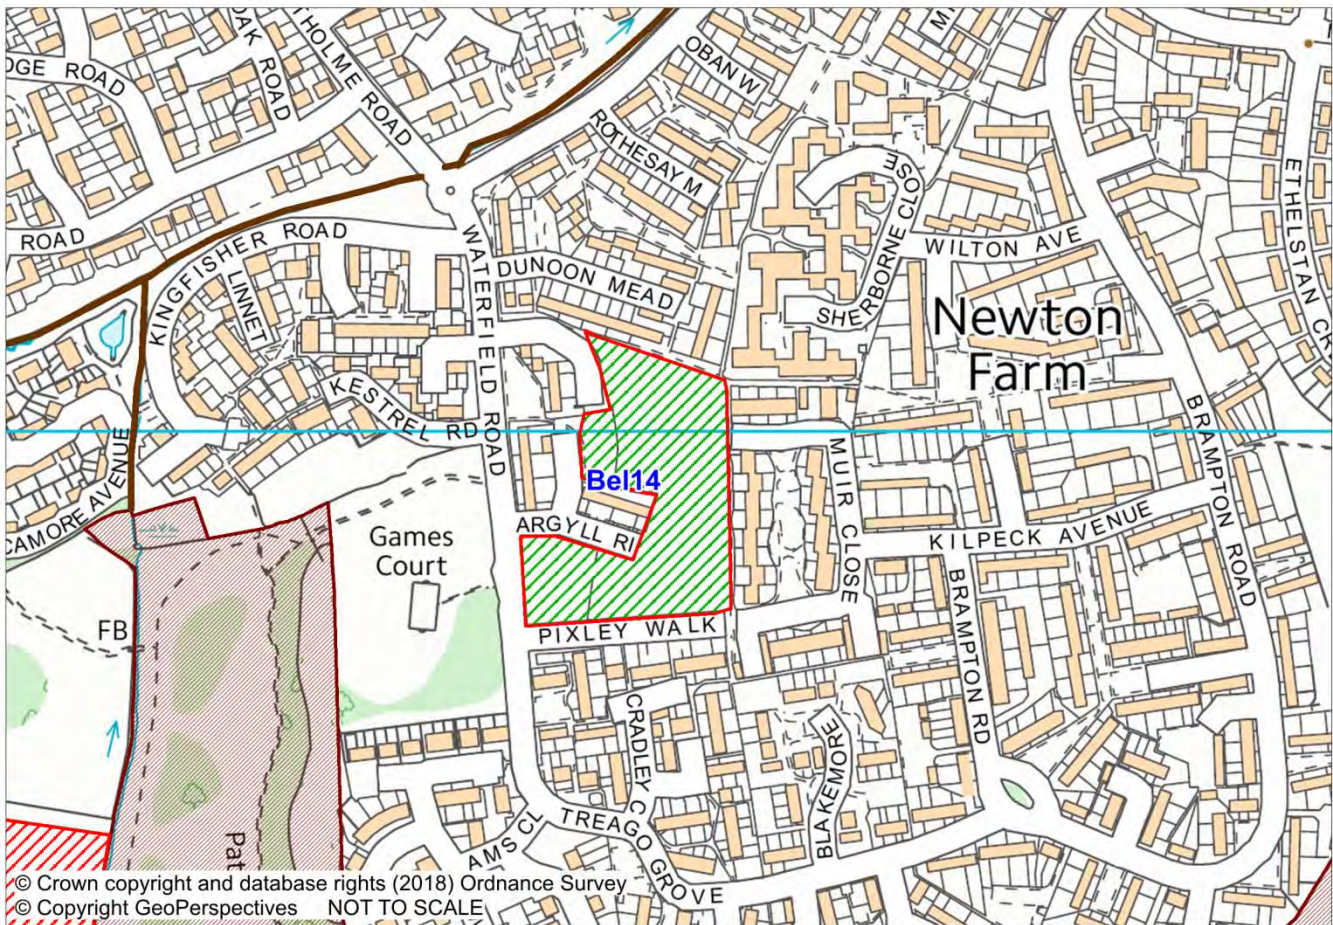 OAK ROAD
THOLME ROAD
DGE ROAD
OBAN W
ROTHESAY M
ETHELSTAN CR
SHERBORNE CLOSE
WILTON AVE
ROAD
KINGFISHER ROAD
LINNET
WATERFIELD ROAD
DUNOON MEAD
Newton
Farm
KESTREL RD
BRAMPTON ROAD
CAMORE AVENUE
Bel14
MUIR CLOSE
ARGYLL RI
Games
Court
KILPECK AVENUE
BRAMPTON RD
FB
PIXLEY WALK
CRADLEY C
BLAKEMORE
TREAGO GROVE
AMS CL
Pat
© Crown copyright and database rights (2018) Ordnance Survey
© Copyright GeoPerspectives NOT TO SCALE